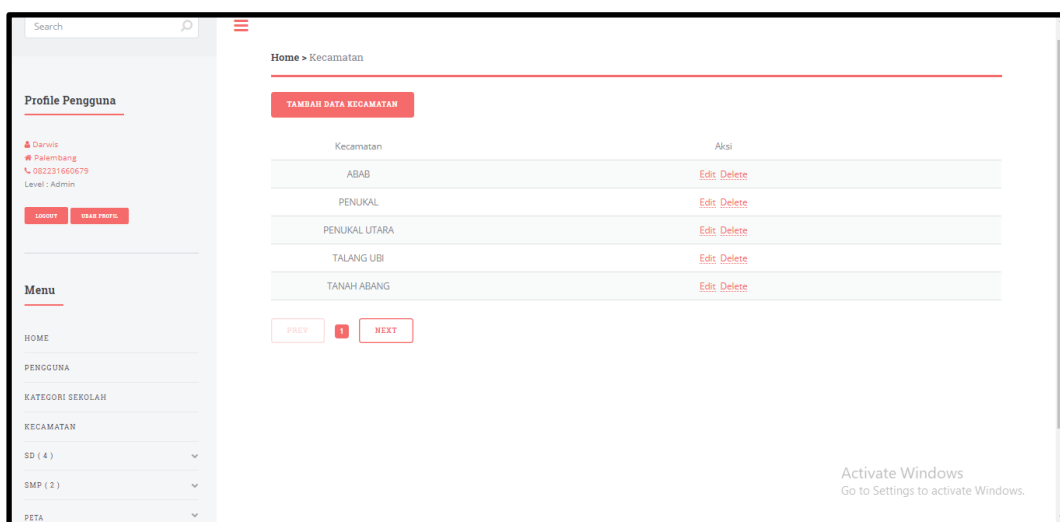 Search
Home > Kecamatan
Profile Pengguna
TAMBAH DATA KECAMATAN
Darwis
Palembang
082231660679
Level : Admin
LOGOUT UBAH PROFIL
Kecamatan Aksi
ABAB Edit Delete
PENUKAL Edit Delete
PENUKAL UTARA Edit Delete
TALANG UBI Edit Delete
TANAH ABANG Edit Delete
PREV 1 NEXT
Menu
HOME
PENGGUNA
KATEGORI SEKOLAH
KECAMATAN
SD ( 4 )
SMP ( 2 )
PETA
Activate Windows
Go to Settings to activate Windows.